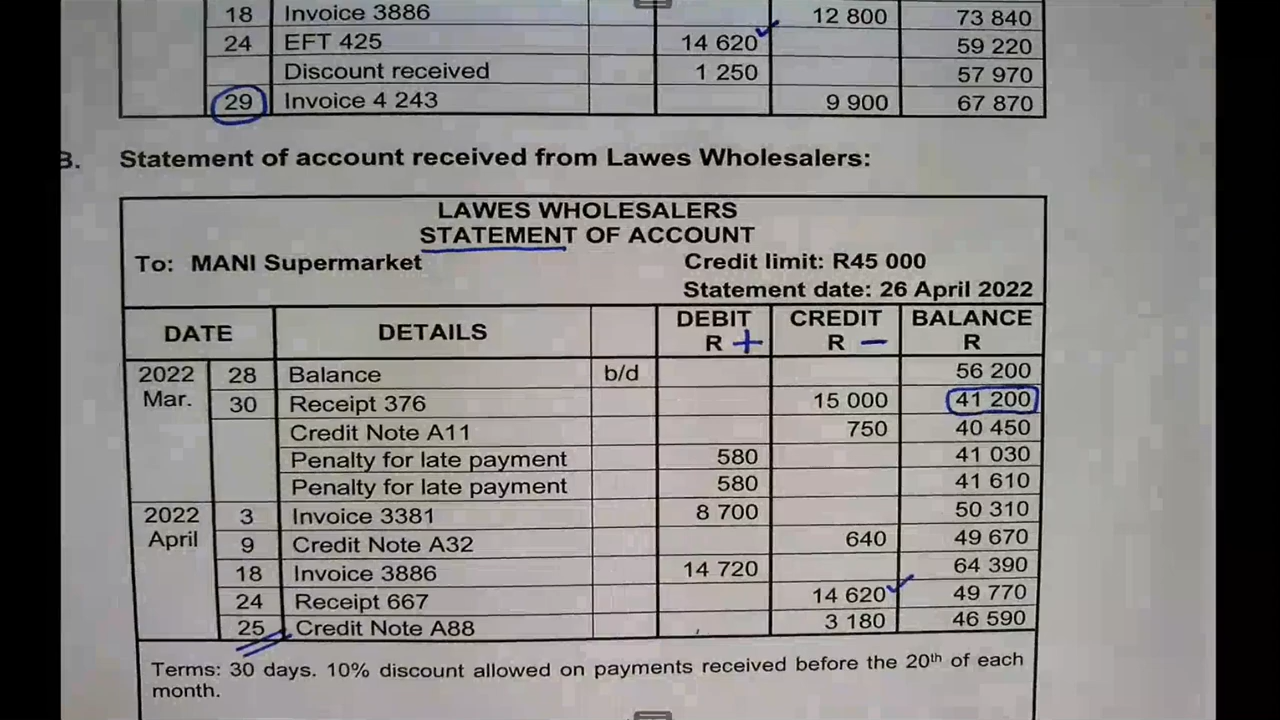 18 Invoice 3886 12 800 73 840
24 EFT 425 14 620 59 220
Discount received 1 250 57 970
29 Invoice 4 243 9 900 67 870
B. Statement of account received from Lawes Wholesalers:
LAWES WHOLESALERS
STATEMENT OF ACCOUNT
To: MANI Supermarket Credit limit: R45 000
Statement date: 26 April 2022
DATE DETAILS DEBIT R + CREDIT R − BALANCE R
2022 Mar. 28 Balance b/d 56 200
30 Receipt 376 15 000 41 200
Credit Note A11 750 40 450
Penalty for late payment 580 41 030
Penalty for late payment 580 41 610
2022 April 3 Invoice 3381 8 700 50 310
9 Credit Note A32 640 49 670
18 Invoice 3886 14 720 64 390
24 Receipt 667 14 620 49 770
25 Credit Note A88 3 180 46 590
Terms: 30 days. 10% discount allowed on payments received before the 20th of each
month.